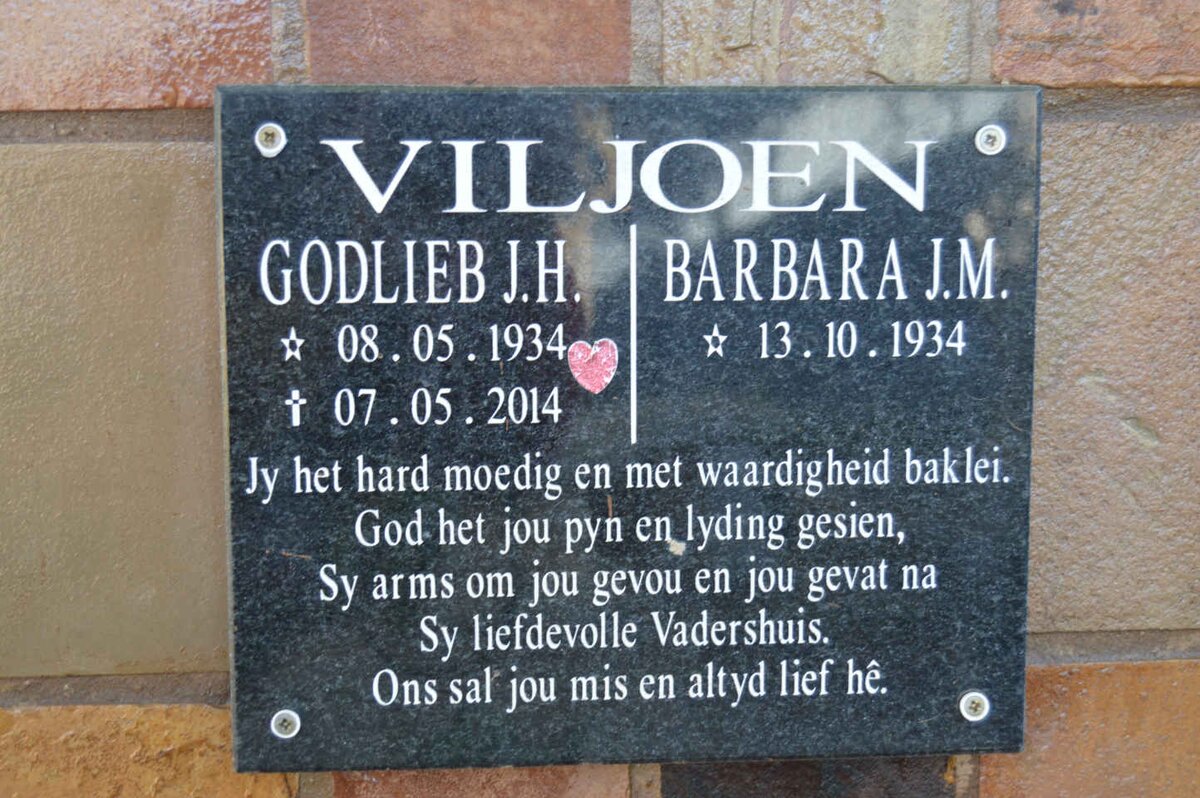 VILJOEN
GODLIEB J.H.
☆ 08 . 05 . 1934
✝ 07 . 05 . 2014
BARBARA J.M.
☆ 13 . 10 . 1934
Jy het hard moedig en met waardigheid baklei.
God het jou pyn en lyding gesien,
Sy arms om jou gevou en jou gevat na
Sy liefdevolle Vadershuis.
Ons sal jou mis en altyd lief hê.